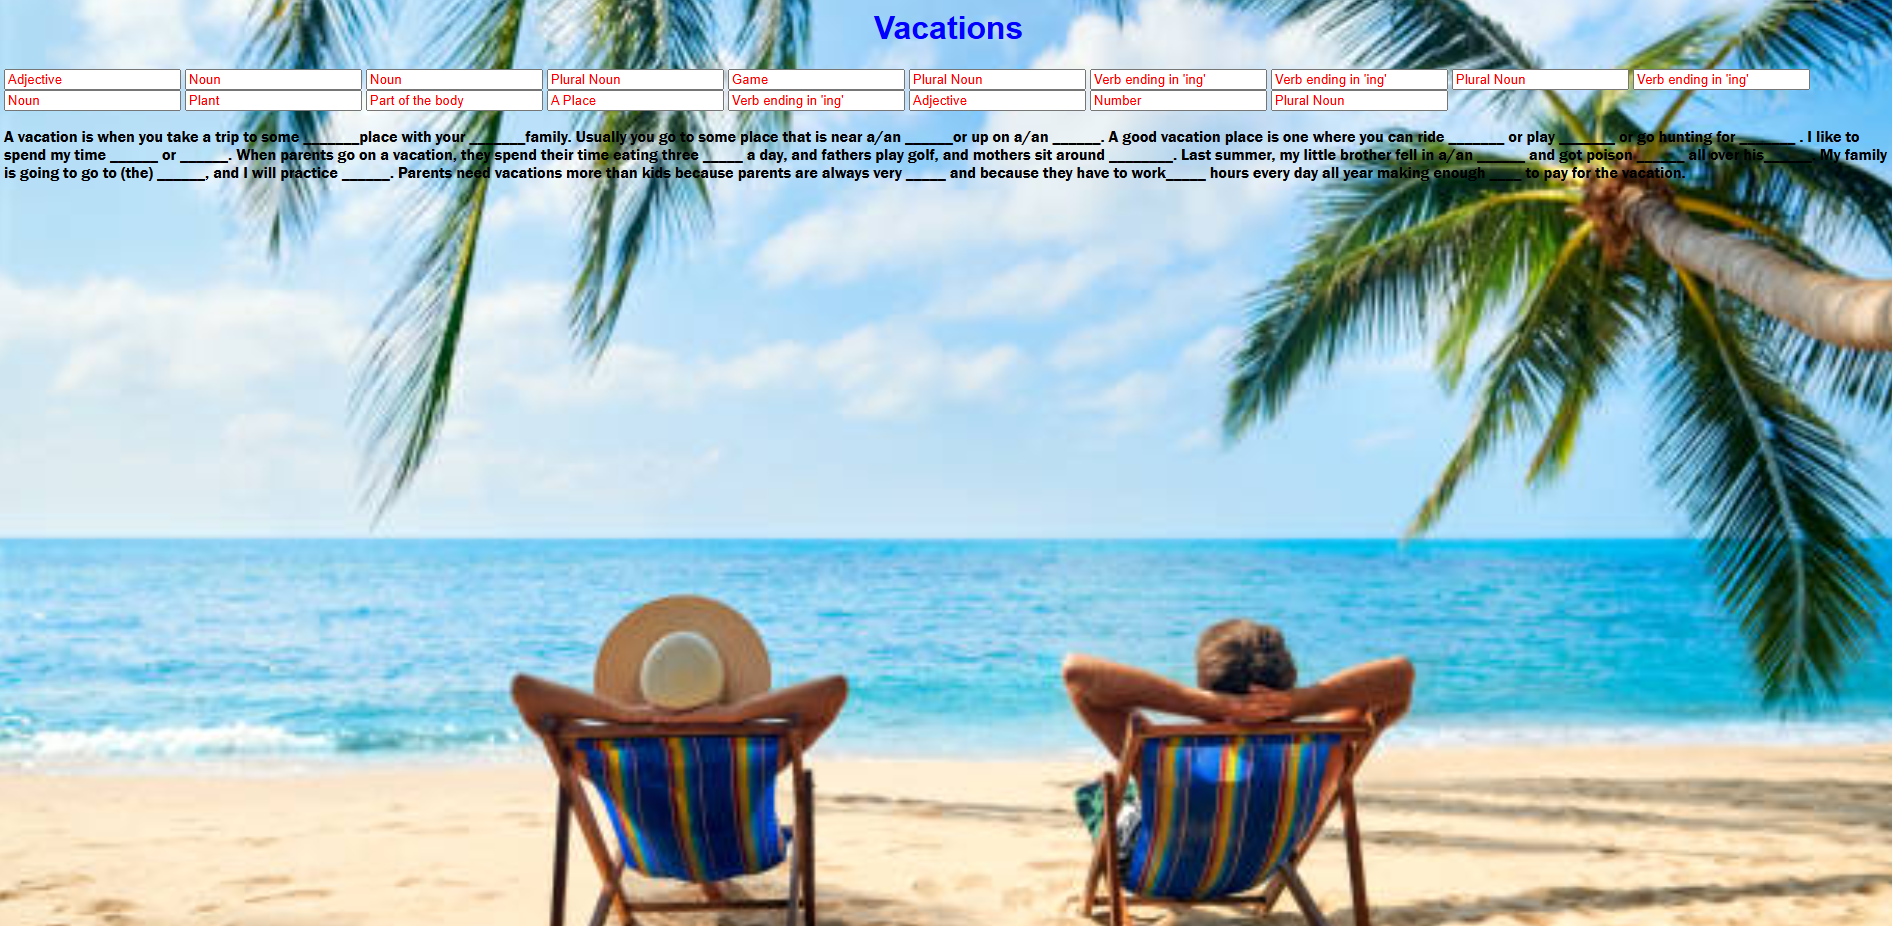 Vacations
Adjective Noun Noun Plural Noun Game Plural Noun Verb ending in 'ing' Verb ending in 'ing' Plural Noun Verb ending in 'ing'
Noun Plant Part of the body A Place Verb ending in 'ing' Adjective Number Plural Noun
A vacation is when you take a trip to some _______place with your _______family. Usually you go to some place that is near a/an ______or up on a/an ______. A good vacation place is one where you can ride _______ or play _______ or go hunting for _______ . I like to
spend my time ______ or ______. When parents go on a vacation, they spend their time eating three _____ a day, and fathers play golf, and mothers sit around ________. Last summer, my little brother fell in a/an ______ and got poison ______ all over his______. My family
is going to go to (the) ______, and I will practice ______. Parents need vacations more than kids because parents are always very _____ and because they have to work_____ hours every day all year making enough ____ to pay for the vacation.